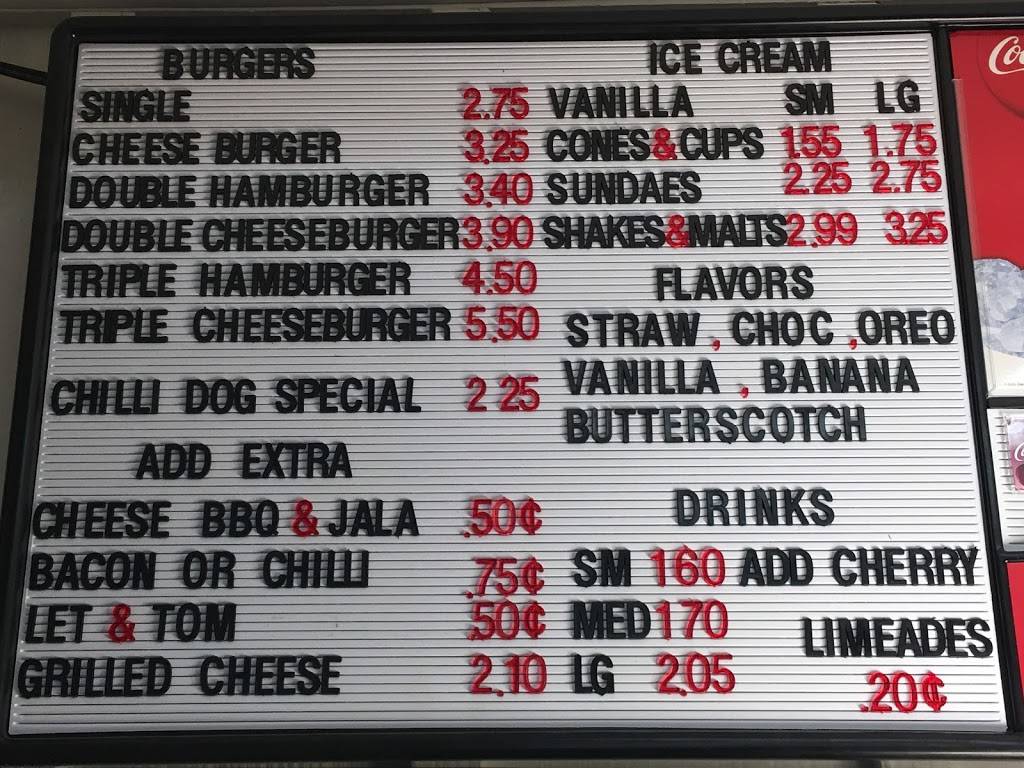 BURGERS
SINGLE 2.75
CHEESE BURGER 3.25
DOUBLE HAMBURGER 3.40
DOUBLE CHEESEBURGER 3.90
TRIPLE HAMBURGER 4.50
TRIPLE CHEESEBURGER 5.50
CHILLI DOG SPECIAL 2 25
ADD EXTRA
CHEESE BBQ & JALA .50¢
BACON OR CHILLI .75¢
LET & TOM .50¢
GRILLED CHEESE 2.10
ICE CREAM
VANILLA SM LG
CONES & CUPS 1.55 1.75
SUNDAES 2.25 2.75
SHAKES & MALTS 2.99 3.25
FLAVORS
STRAW , CHOC , OREO
VANILLA , BANANA
BUTTERSCOTCH
DRINKS
SM 160 ADD CHERRY
MED 170
LIMEADES
LG 2.05
.20¢